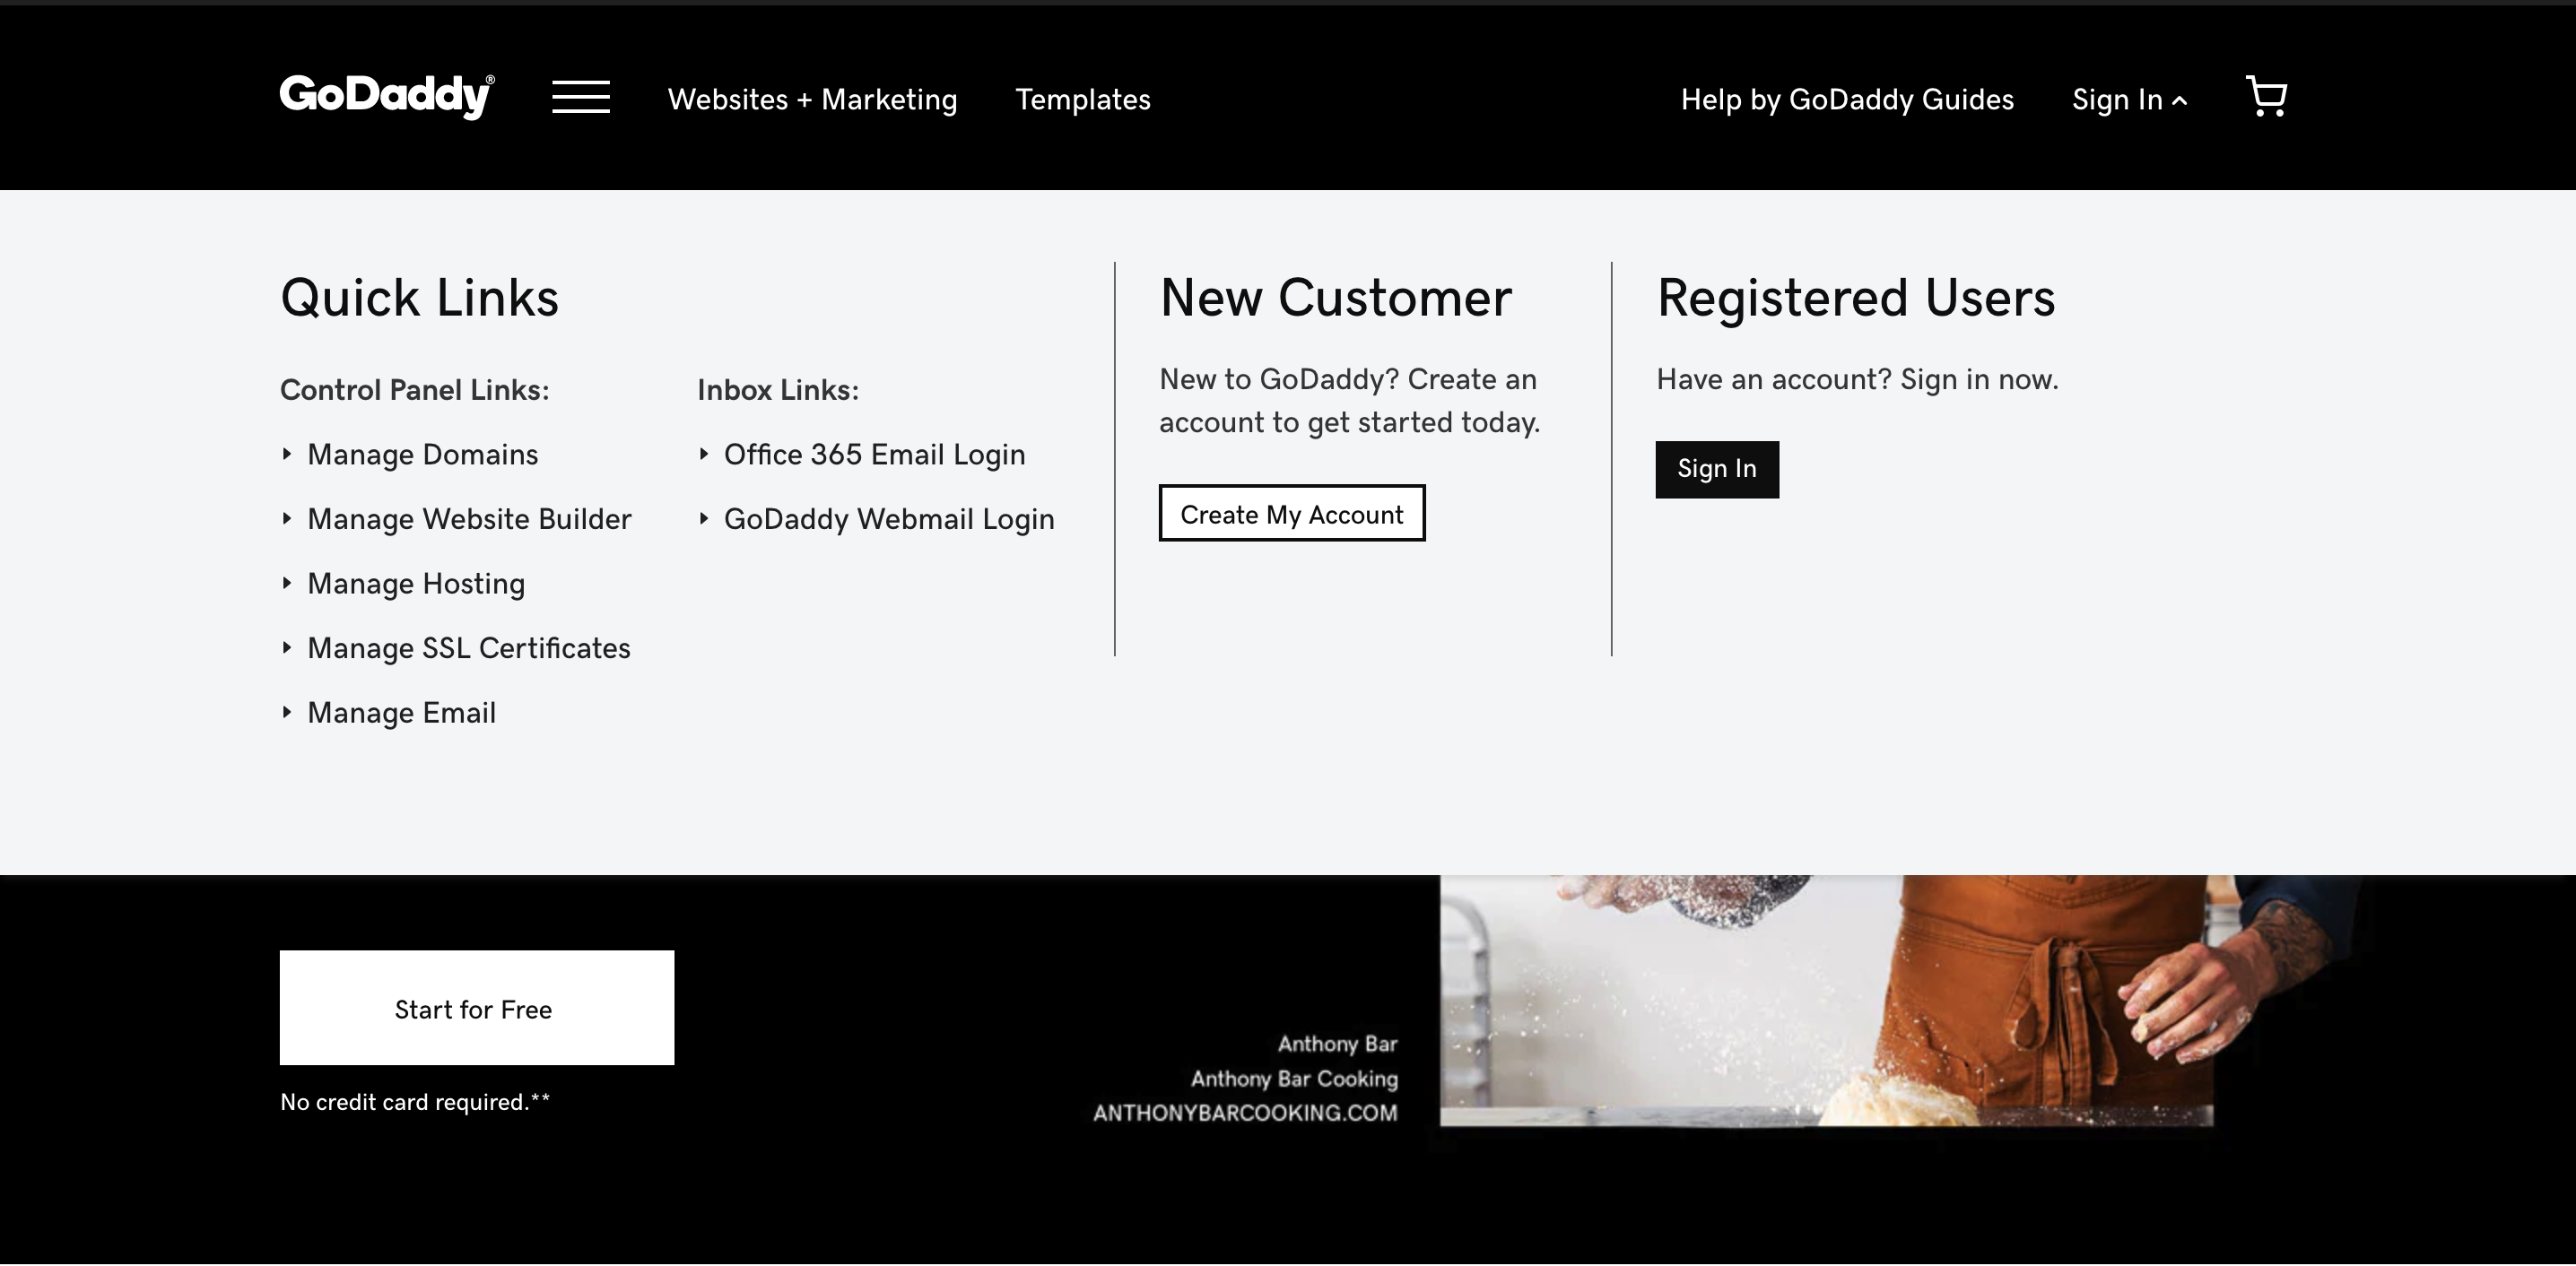 GoDaddy®
Websites + Marketing
Templates
Help by GoDaddy Guides
Sign In
Quick Links
Control Panel Links:
Manage Domains
Manage Website Builder
Manage Hosting
Manage SSL Certificates
Manage Email
Inbox Links:
Office 365 Email Login
GoDaddy Webmail Login
New Customer
New to GoDaddy? Create an
account to get started today.
Create My Account
Registered Users
Have an account? Sign in now.
Sign In
Start for Free
No credit card required.**
Anthony Bar
Anthony Bar Cooking
ANTHONYBARCOOKING.COM